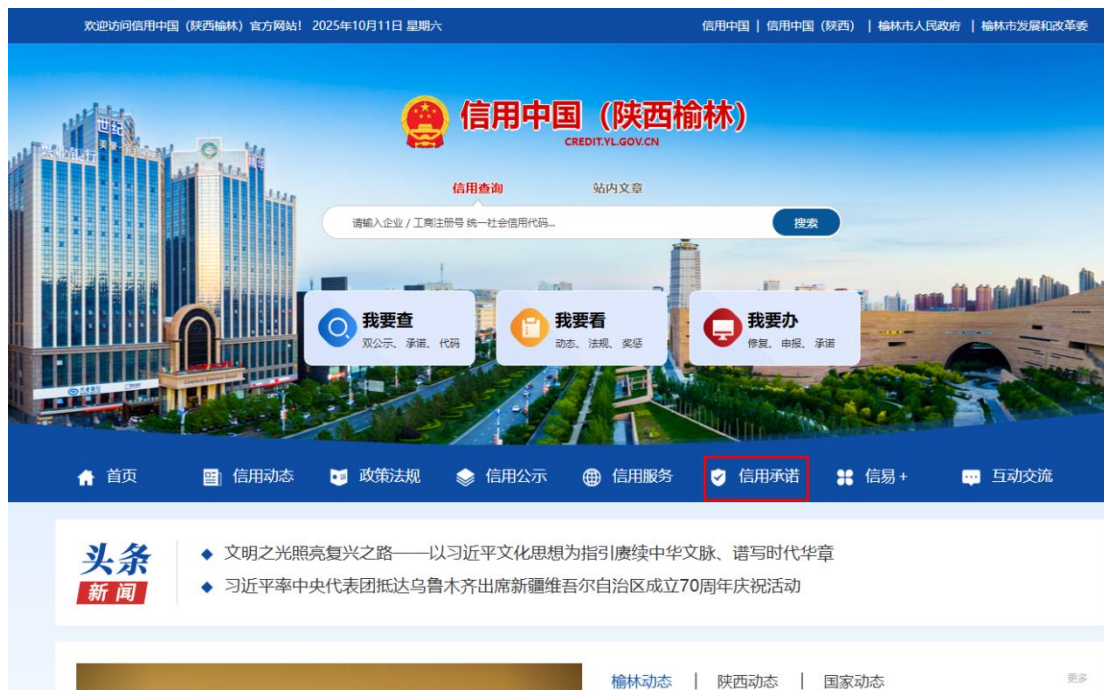 欢迎访问信用中国（陕西榆林）官方网站！ 2025年10月11日 星期六
信用中国 | 信用中国（陕西） | 榆林市人民政府 | 榆林市发展和改革委
世纪
信用中国（陕西榆林）
CREDIT.YL.GOV.CN
信用查询 站内文章
请输入企业 / 工商注册号 统一社会信用代码...
搜索
我要查
双公示、 承诺、 代码
我要看
动态、 法规、 奖惩
我要办
修复、 申报、 承诺
首页 信用动态 政策法规 信用公示 信用服务 信用承诺 信易+ 互动交流
头条
新闻
文明之光照亮复兴之路——以习近平文化思想为指引赓续中华文脉、谱写时代华章
习近平率中央代表团抵达乌鲁木齐出席新疆维吾尔自治区成立70周年庆祝活动
榆林动态 | 陕西动态 | 国家动态
更多